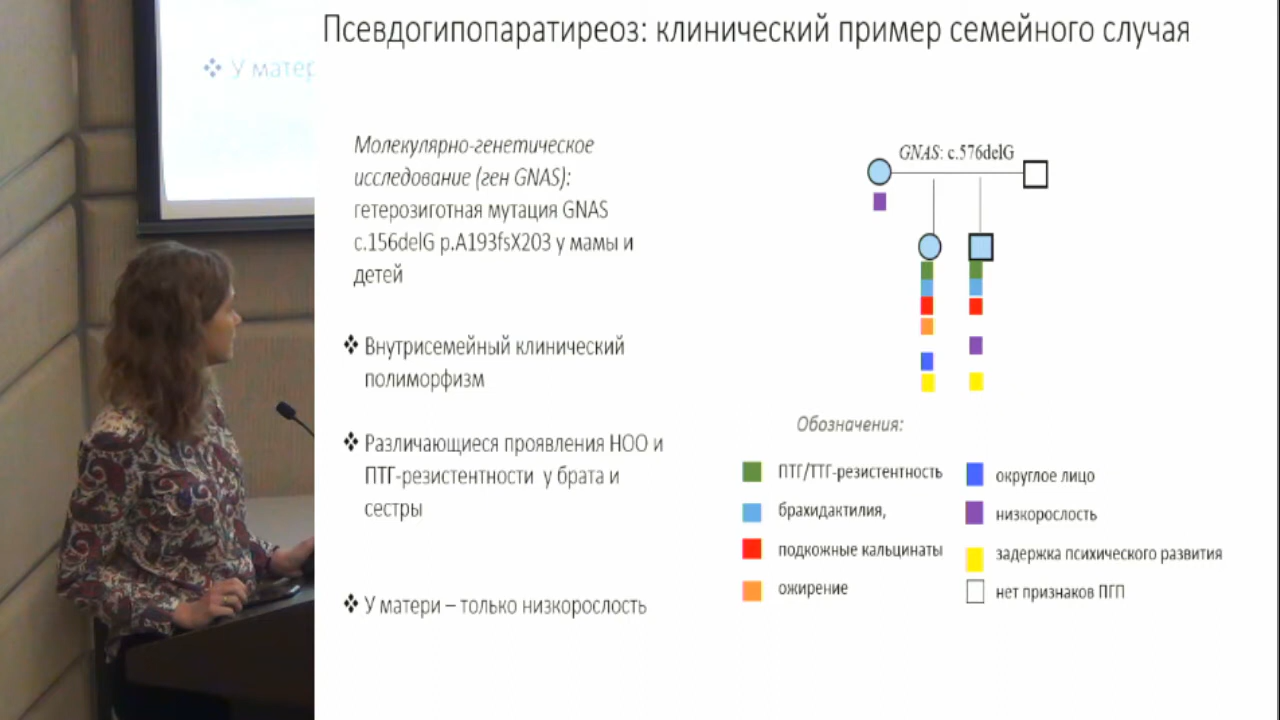 Псевдогипопаратиреоз: клинический пример семейного случая
❖ У матер
Молекулярно-генетическое
исследование (ген GNAS):
гетерозиготная мутация GNAS
c.156delG p.A193fsX203 у мамы и
детей
❖ Внутрисемейный клинический
полиморфизм
❖ Различающиеся проявления НОО и
ПТГ-резистентности у брата и
сестры
❖ У матери – только низкорослость
GNAS: c.576delG
Обозначения:
ПТГ/ТТГ-резистентность
брахидактилия,
подкожные кальцинаты
ожирение
округлое лицо
низкорослость
задержка психического развития
нет признаков ПГП